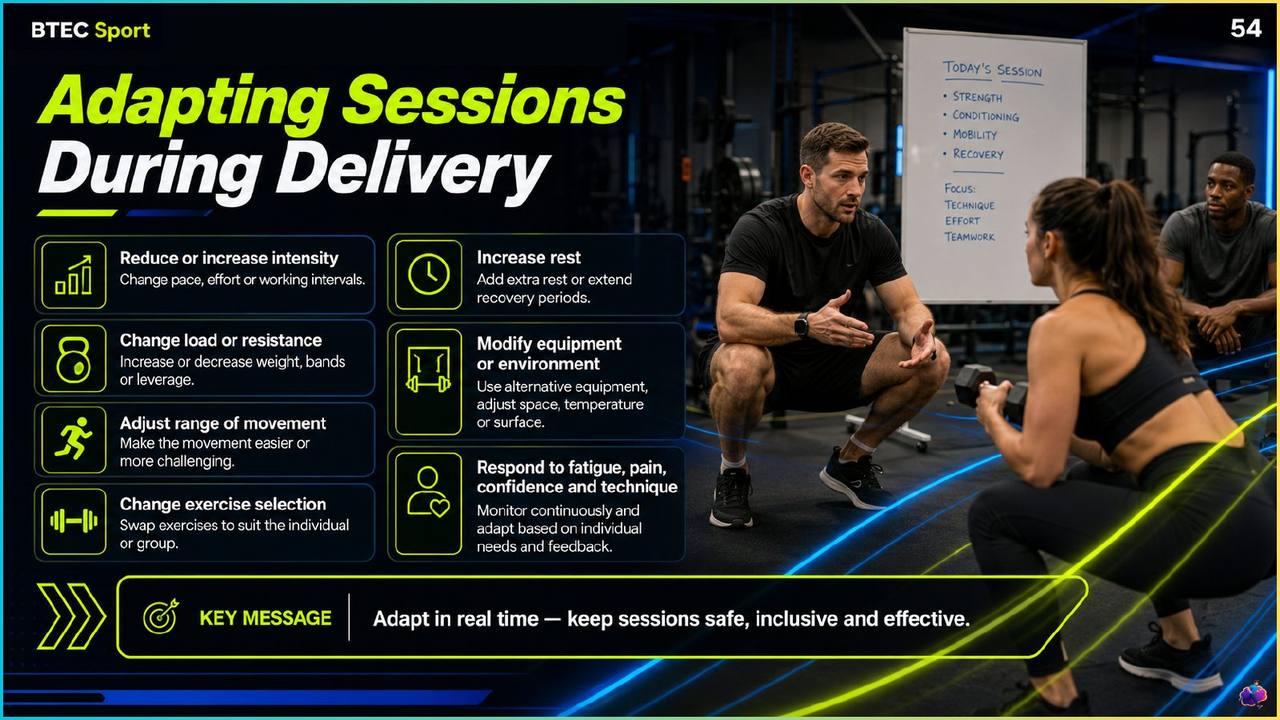 BTEC Sport
54
Adapting Sessions
During Delivery
Reduce or increase intensity
Change pace, effort or working intervals.
Change load or resistance
Increase or decrease weight, bands
or leverage.
Adjust range of movement
Make the movement easier or
more challenging.
Change exercise selection
Swap exercises to suit the individual
or group.
Increase rest
Add extra rest or extend
recovery periods.
Modify equipment
or environment
Use alternative equipment,
adjust space, temperature
or surface.
Respond to fatigue, pain,
confidence and technique
Monitor continuously and
adapt based on individual
needs and feedback.
TODAY'S SESSION
• STRENGTH
• CONDITIONING
• MOBILITY
• RECOVERY
FOCUS:
TECHNIQUE
EFFORT
TEAMWORK
KEY MESSAGE
Adapt in real time — keep sessions safe, inclusive and effective.